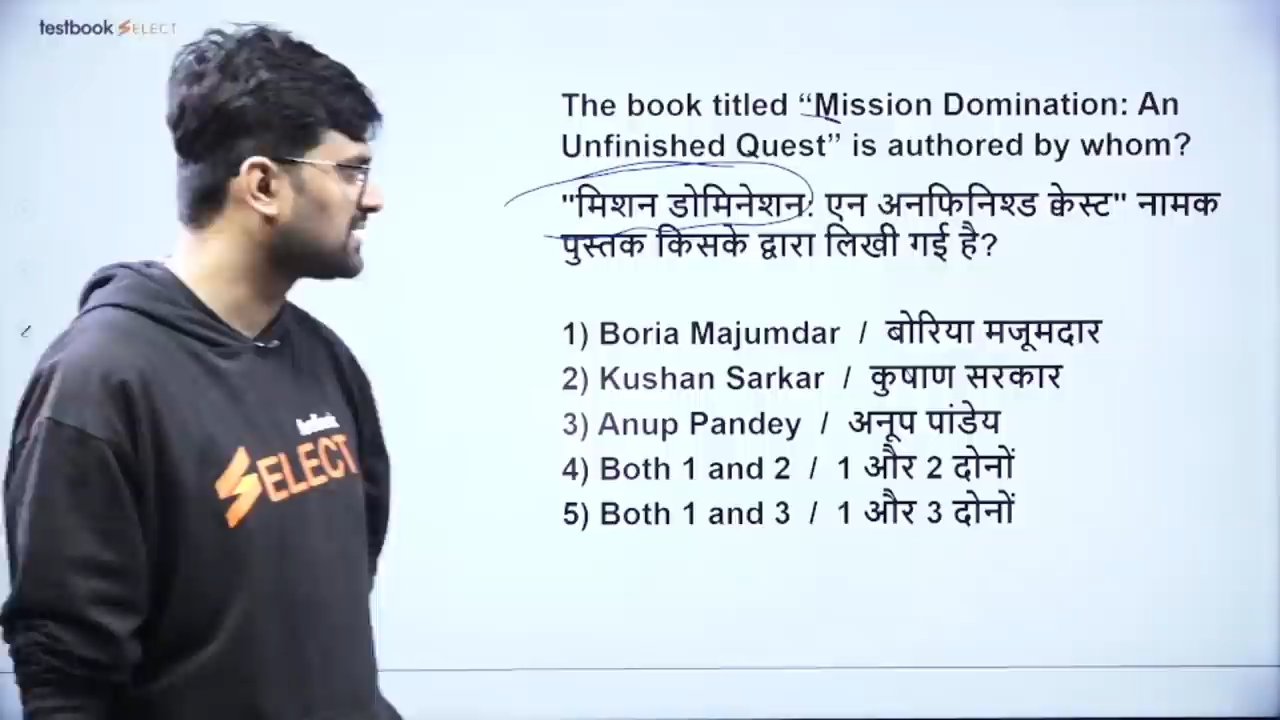 testbook SELECT
The book titled “Mission Domination: An
Unfinished Quest” is authored by whom?
"मिशन डोमिनेशन: एन अनफिनिश्ड क्वेस्ट" नामक
पुस्तक किसके द्वारा लिखी गई है?
1) Boria Majumdar / बोरिया मजूमदार
2) Kushan Sarkar / कुषाण सरकार
3) Anup Pandey / अनूप पांडेय
4) Both 1 and 2 / 1 और 2 दोनों
5) Both 1 and 3 / 1 और 3 दोनों
SELECT